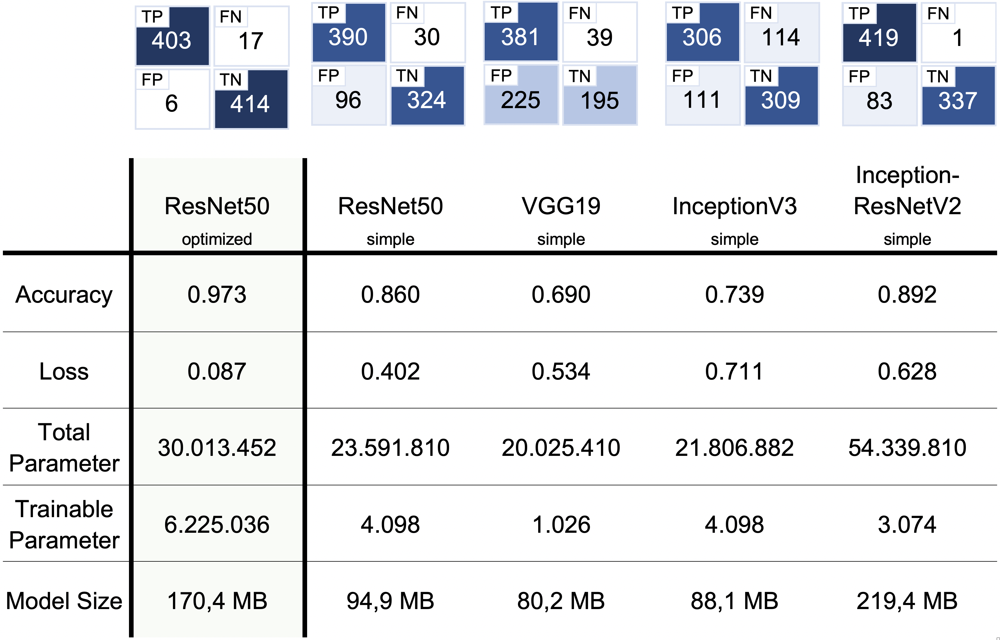 TP FN TP FN TP FN TP FN TP FN
403 17 390 30 381 39 306 114 419 1
FP TN FP TN FP TN FP TN FP TN
6 414 96 324 225 195 111 309 83 337
Inception-
ResNet50 ResNet50 VGG19 InceptionV3 ResNetV2
optimized simple simple simple simple
Accuracy 0.973 0.860 0.690 0.739 0.892
Loss 0.087 0.402 0.534 0.711 0.628
Total
Parameter 30.013.452 23.591.810 20.025.410 21.806.882 54.339.810
Trainable
Parameter 6.225.036 4.098 1.026 4.098 3.074
Model Size 170,4 MB 94,9 MB 80,2 MB 88,1 MB 219,4 MB